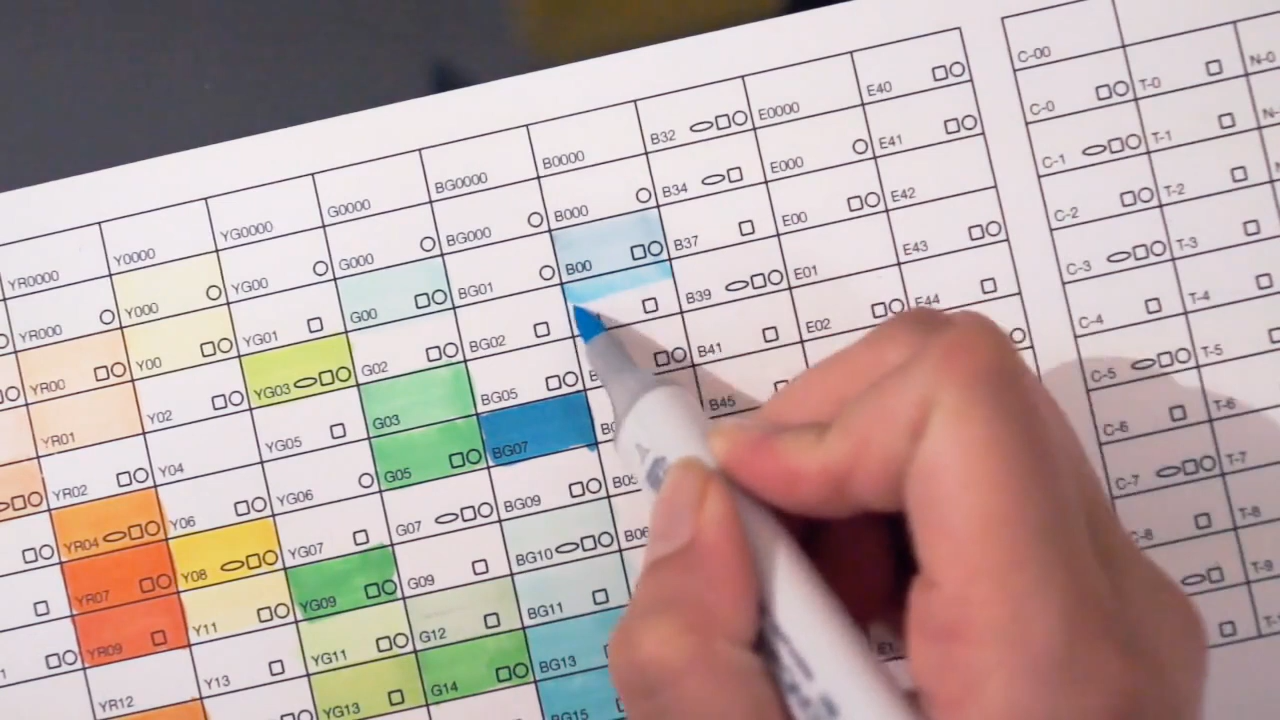 YR0000 Y0000 YG0000 G0000 BG0000 B0000 B32 E0000 E40 C-00
YR000 Y000 YG00 G000 BG000 B000 B34 E000 E41 C-0 T-0 N-0
YR00 Y00 YG01 G00 BG01 B00 B37 E00 E42 C-1 T-1
YR01 Y02 YG03 G02 BG02 B39 E01 E43 C-2 T-2
YR02 Y04 YG05 G03 BG05 B41 E02 E44 C-3 T-3
YR04 Y06 YG06 G05 BG07 B45 C-4 T-4
YR07 Y08 YG07 G07 BG09 B05 C-5 T-5
YR09 Y11 YG09 G09 BG10 B06 C-6 T-6
YR12 Y13 YG11 G12 BG11 C-7 T-7
YG13 G14 BG13 T-8
BG15 T-9